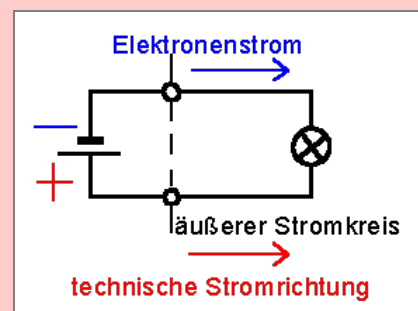 Elektronenstrom
−
+
äußerer Stromkreis
technische Stromrichtung